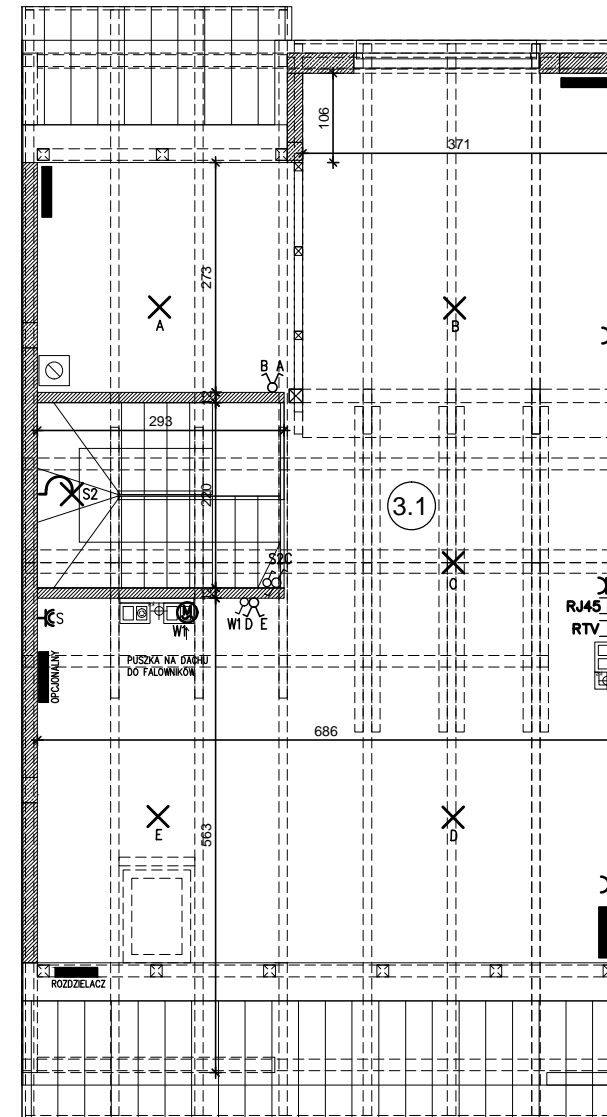 106
371
273
A
B
B A
293
S2
220
3.1
S2C
C
S
W1
W1 D E
RJ45
RTV
M
PUSZKA NA DACHU
DO FALOWNIKÓW
OPCJONALNY
686
E
D
563
ROZDZIELACZ